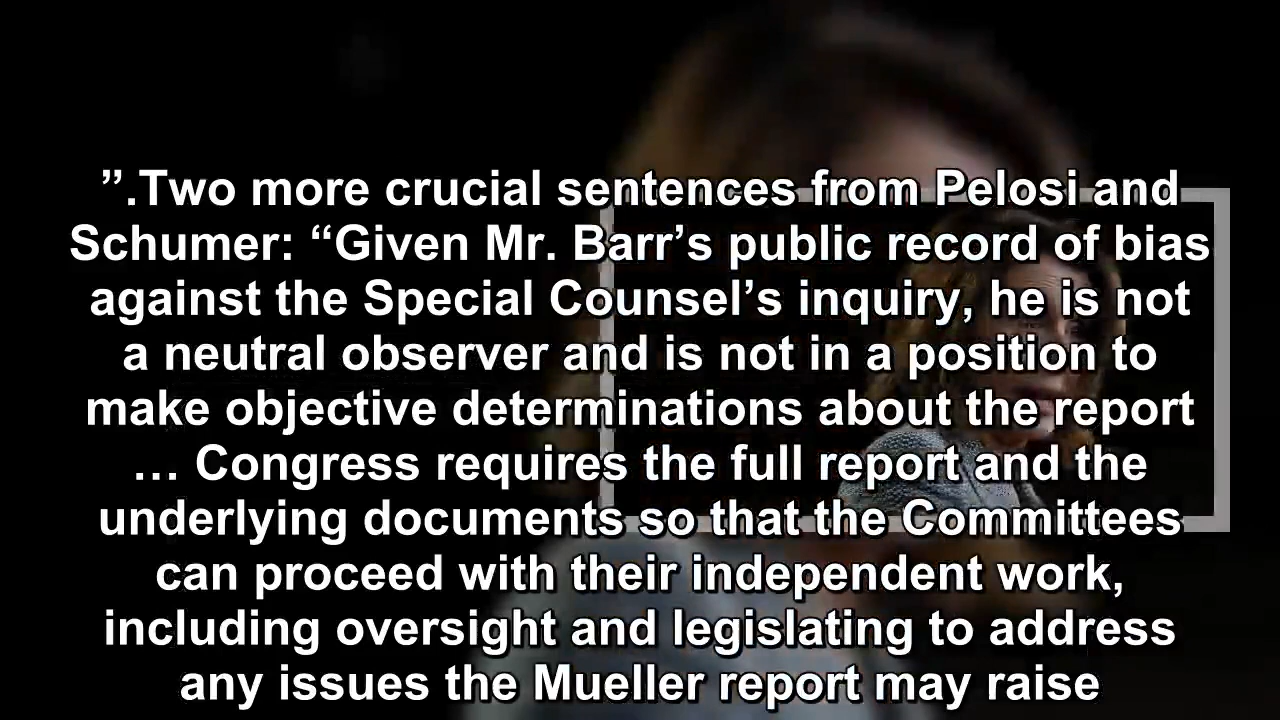 ”.Two more crucial sentences from Pelosi and
Schumer: “Given Mr. Barr’s public record of bias
against the Special Counsel’s inquiry, he is not
a neutral observer and is not in a position to
make objective determinations about the report
… Congress requires the full report and the
underlying documents so that the Committees
can proceed with their independent work,
including oversight and legislating to address
any issues the Mueller report may raise